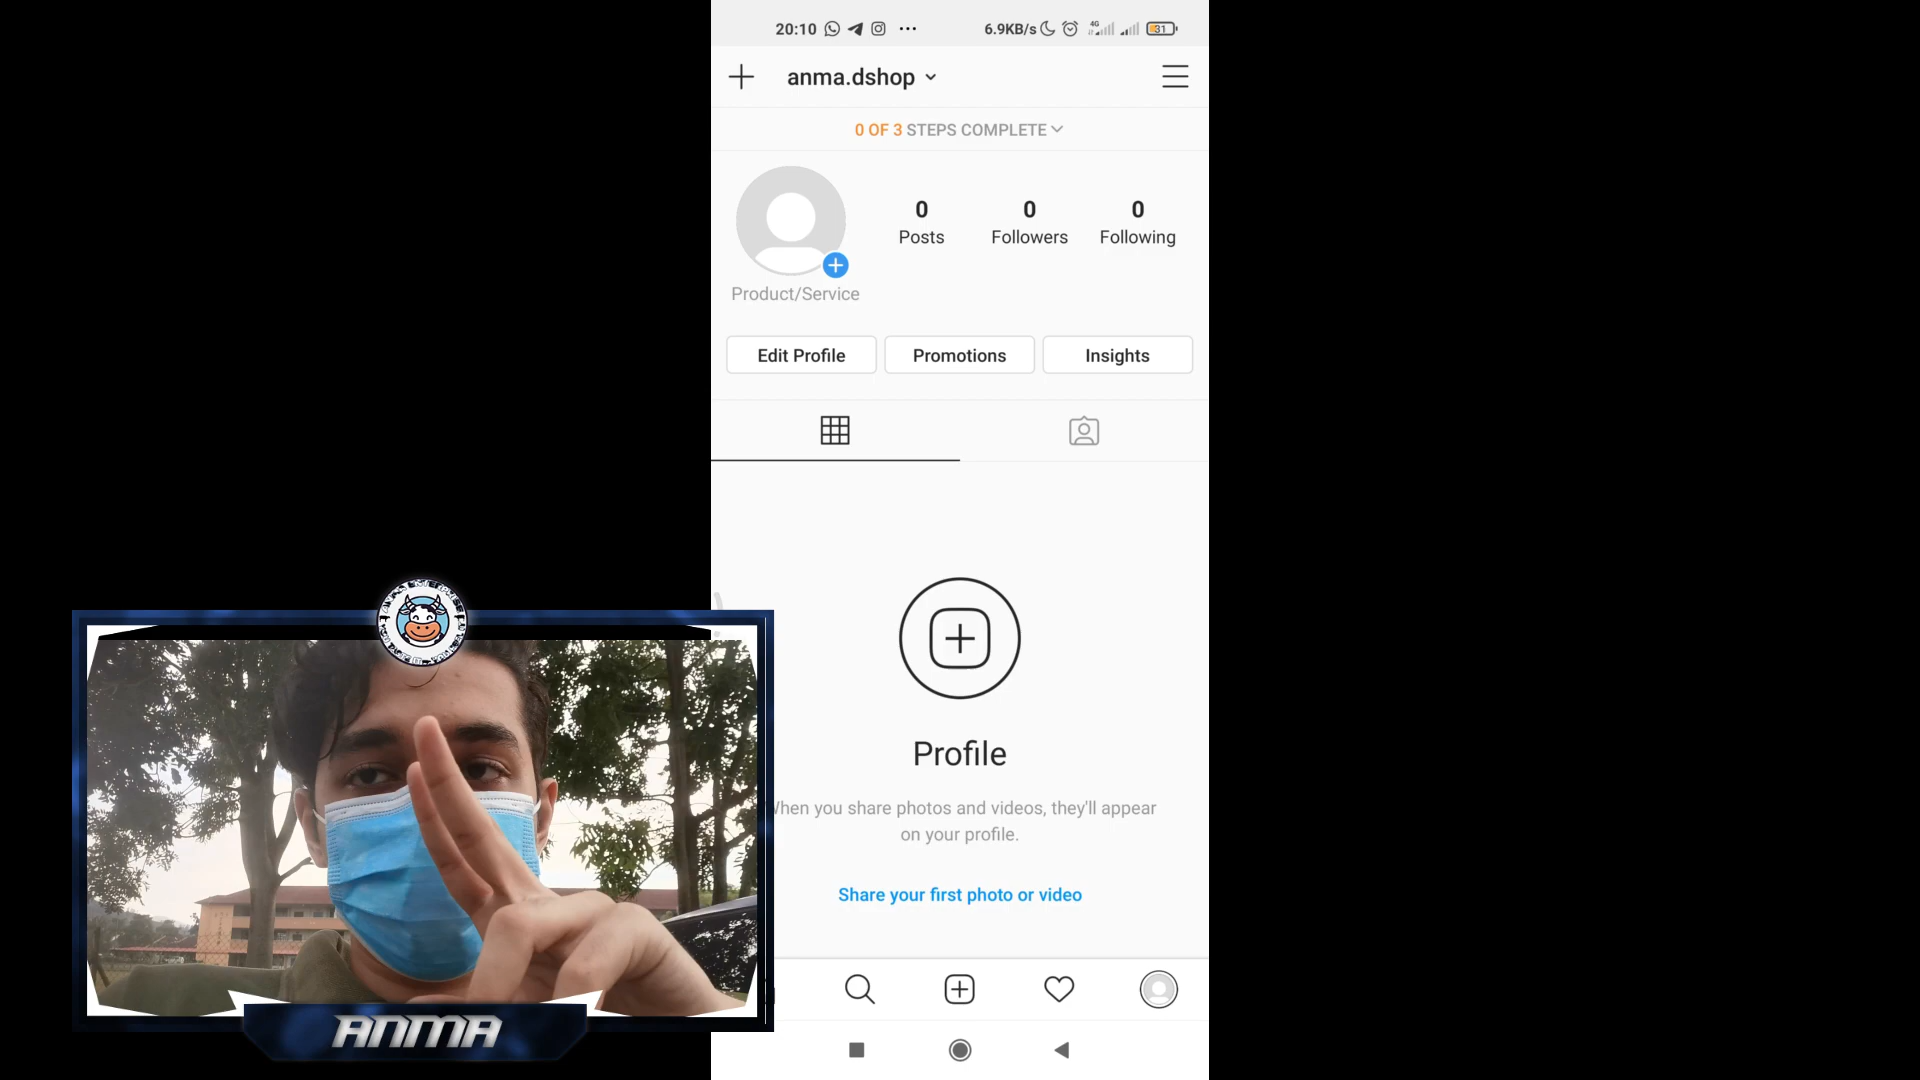 20:10
6.9KB/s
4G
31
anma.dshop
0 OF 3 STEPS COMPLETE
0 0 0
Posts Followers Following
Product/Service
Edit Profile Promotions Insights
Profile
When you share photos and videos, they'll appear
on your profile.
Share your first photo or video
ANMA